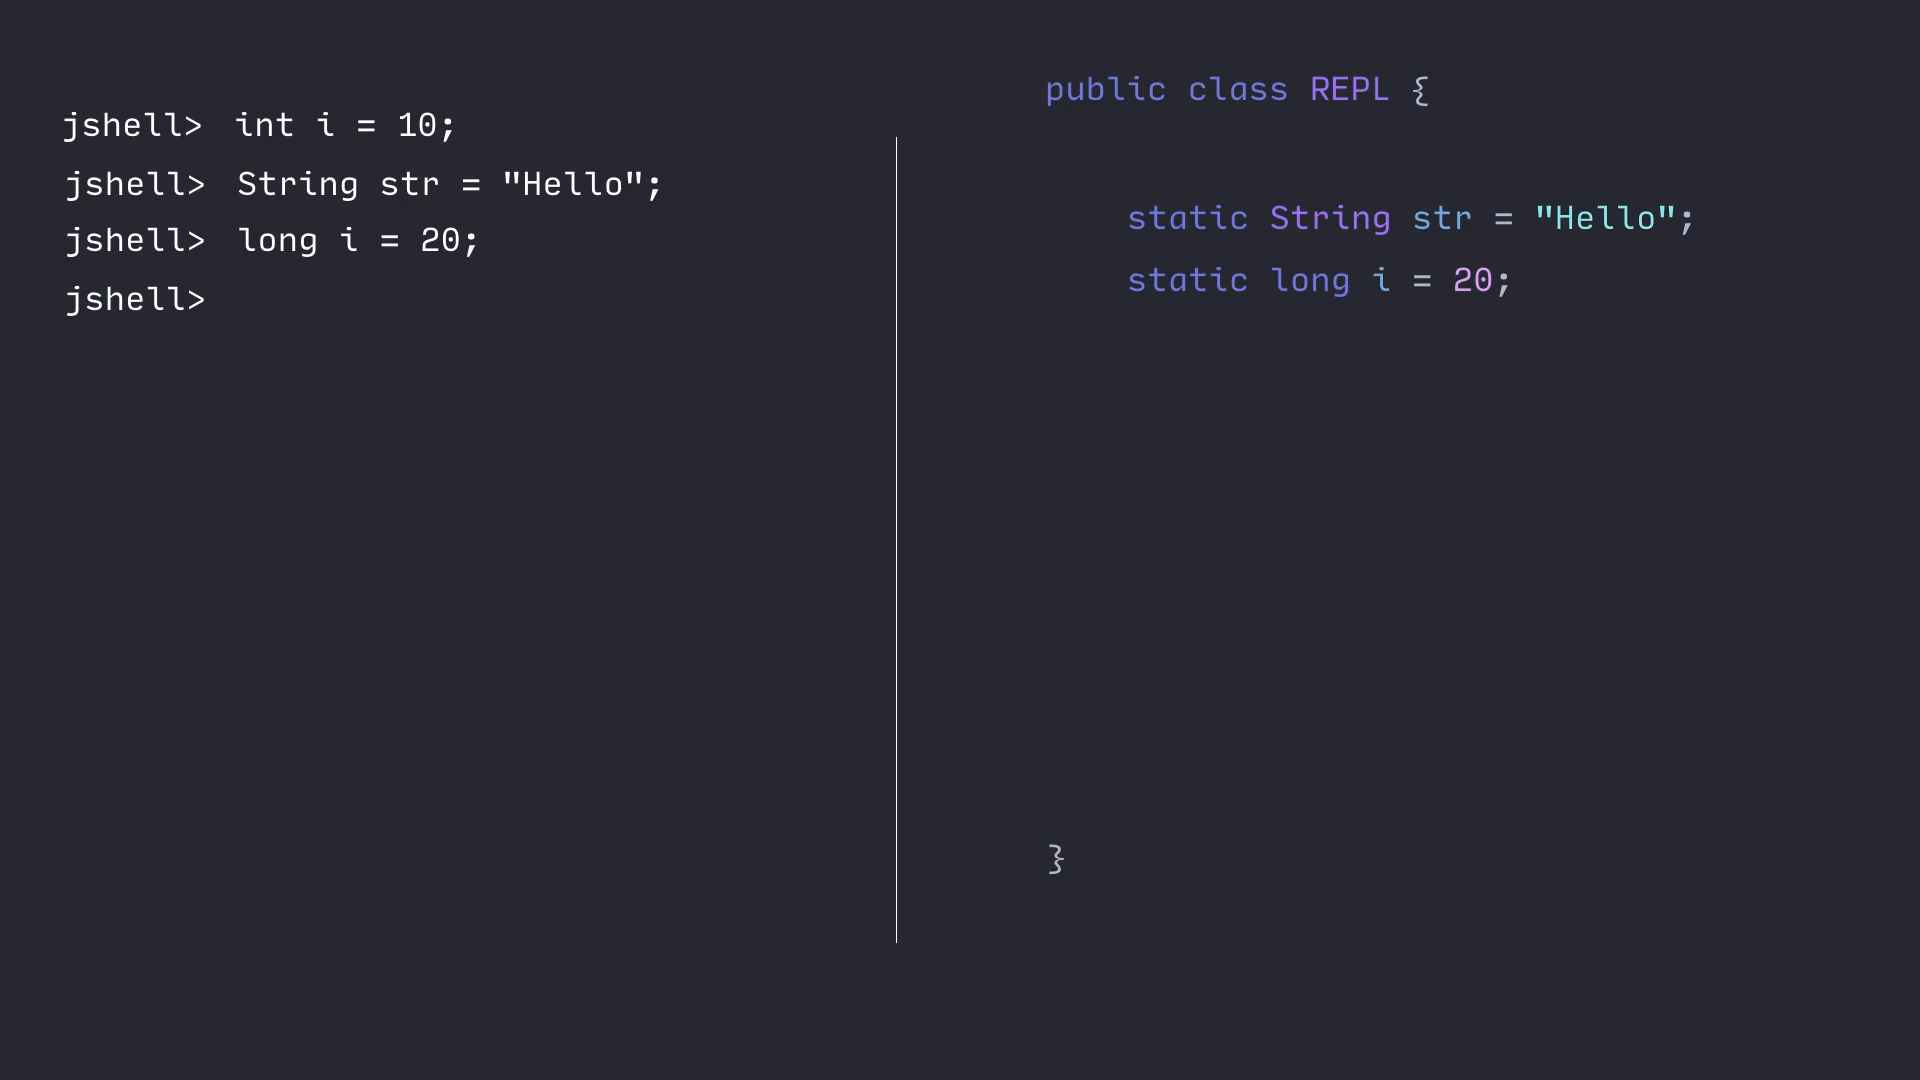 jshell> int i = 10;
jshell> String str = "Hello";
jshell> long i = 20;
jshell>
public class REPL {
static String str = "Hello";
static long i = 20;
}